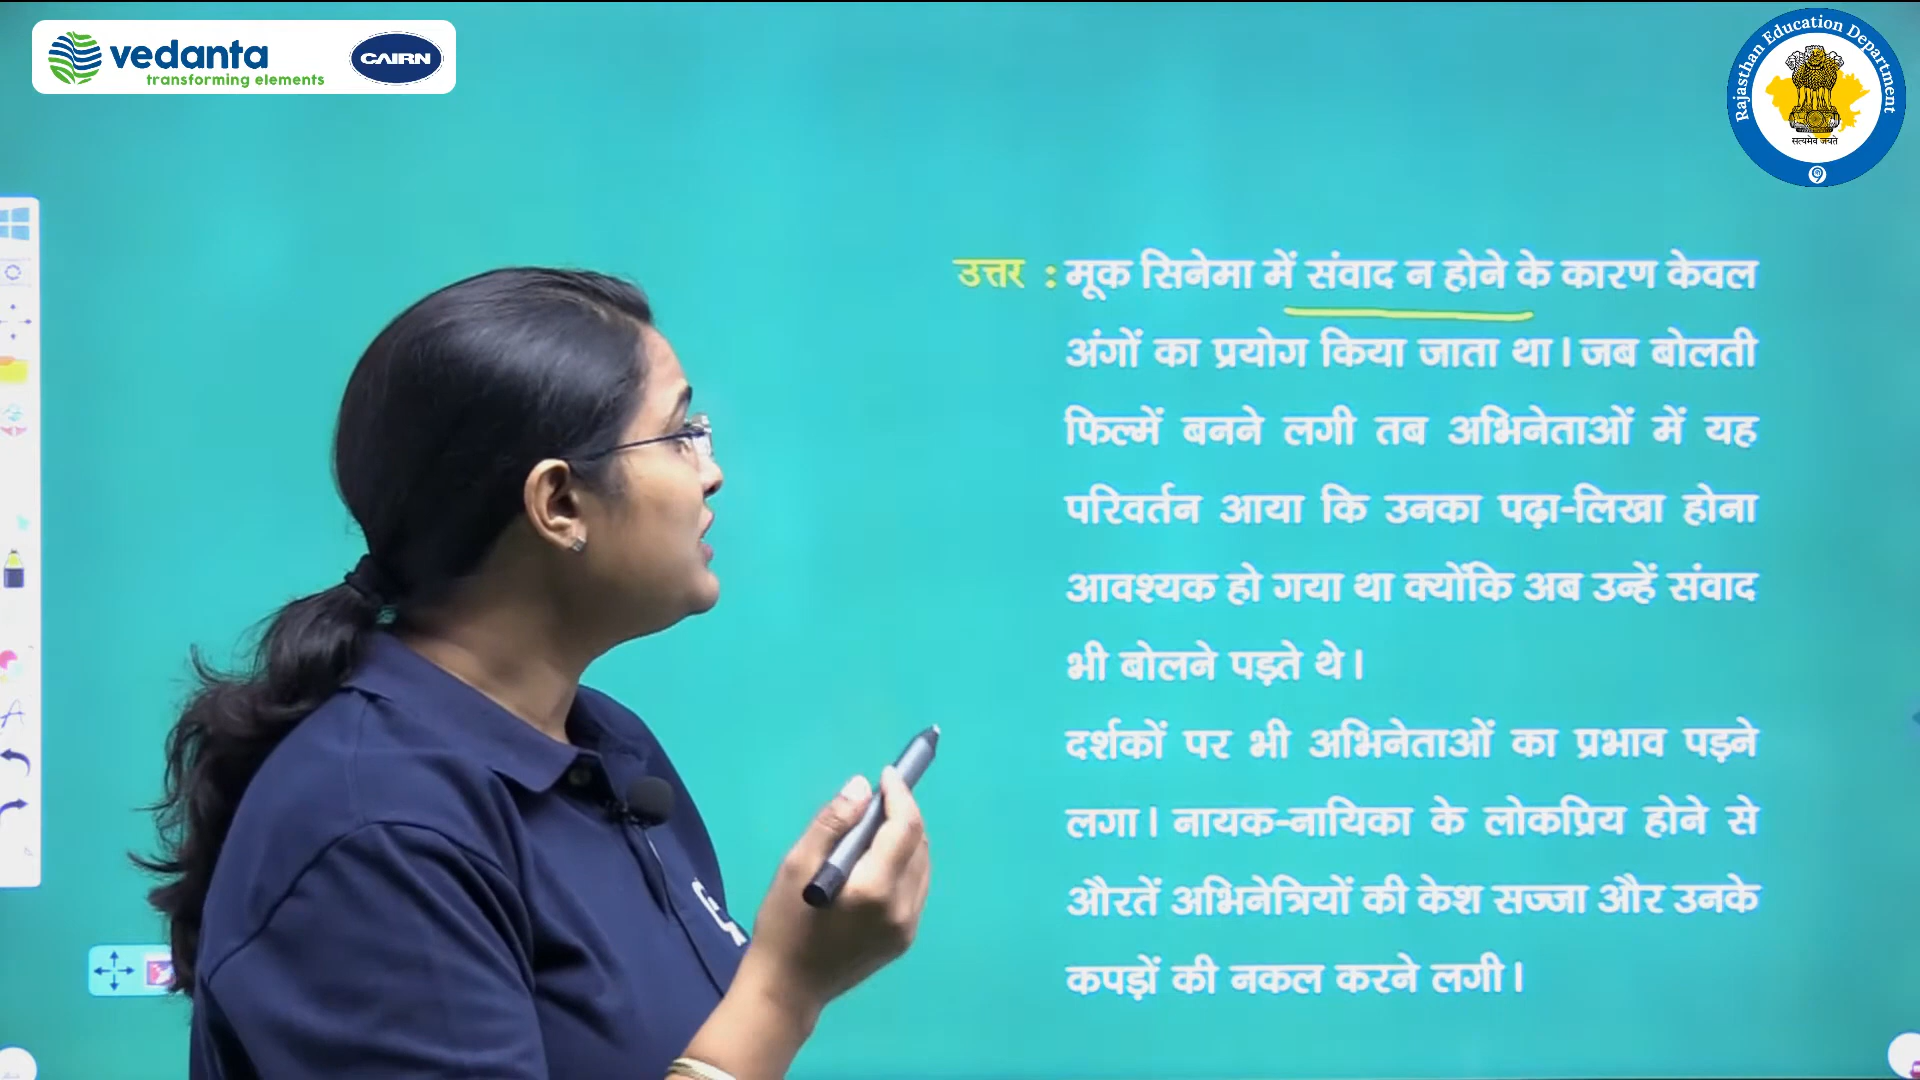 vedanta
transforming elements
CAIRN
Rajasthan Education Department
सत्यमेव जयते
उत्तर : मूक सिनेमा में संवाद न होने के कारण केवल
अंगों का प्रयोग किया जाता था। जब बोलती
फिल्में बनने लगी तब अभिनेताओं में यह
परिवर्तन आया कि उनका पढ़ा-लिखा होना
आवश्यक हो गया था क्योंकि अब उन्हें संवाद
भी बोलने पड़ते थे।
दर्शकों पर भी अभिनेताओं का प्रभाव पड़ने
लगा। नायक-नायिका के लोकप्रिय होने से
औरतें अभिनेत्रियों की केश सज्जा और उनके
कपड़ों की नकल करने लगी।